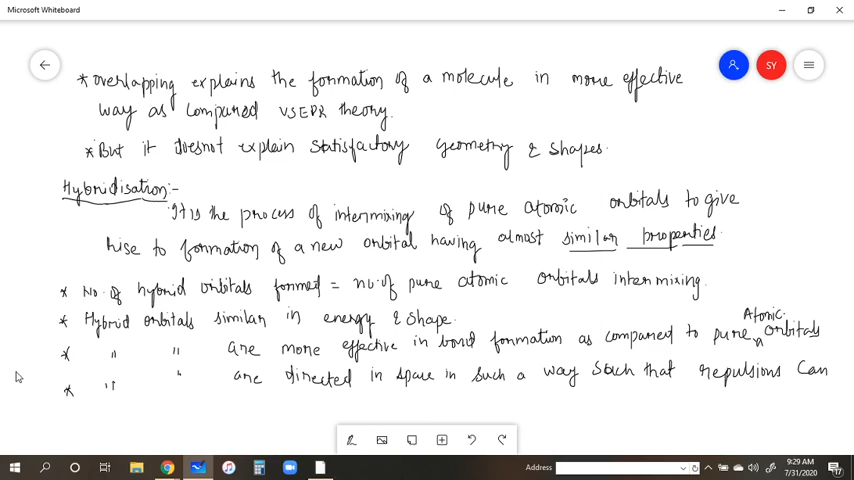 Microsoft Whiteboard
SY
* overlapping explains the formation of a molecule in more effective
way as compared VSEPR theory.
* But it doesnot explain Statisfactory Geometry & Shapes.
Hybridisation:-
It is the process of intermixing of pure atomic orbitals to give
rise to formation of a new orbital having almost similar properties.
* No. of hybrid orbitals formed = no. of pure atomic orbitals intermixing.
* Hybrid orbitals similar in energy & Shape.
Atomic
* " " are more effective in bond formation as compared to pure ^ orbitals
* " " are directed in space in such a way Such that repulsions Can
Address
9:29 AM
7/31/2020
17